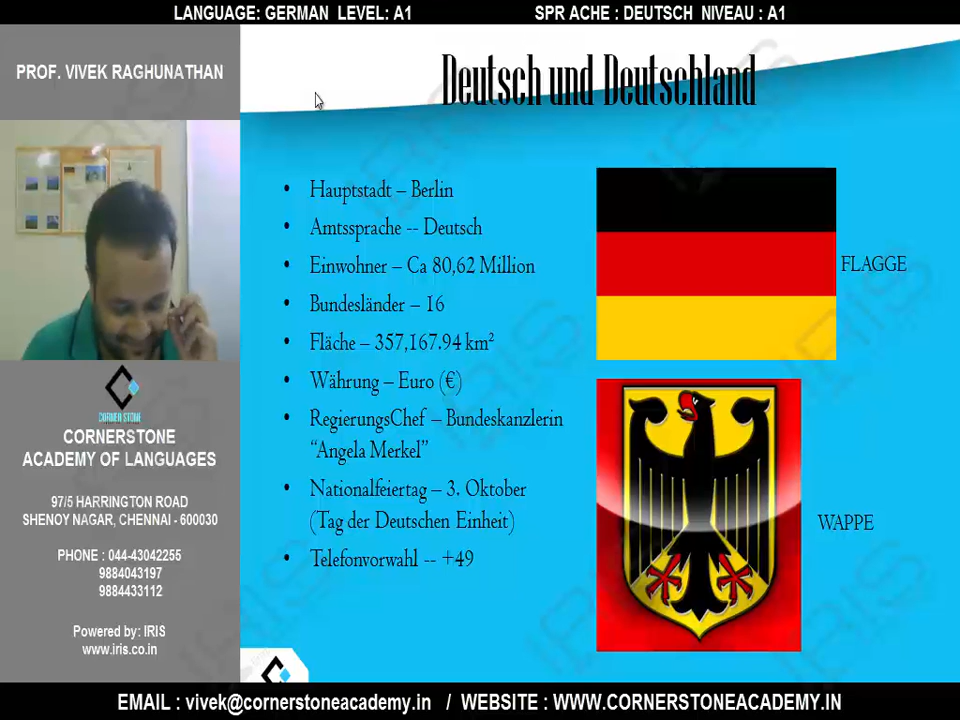 LANGUAGE: GERMAN LEVEL: A1
SPR ACHE : DEUTSCH NIVEAU : A1
PROF. VIVEK RAGHUNATHAN
Deutsch und Deutschland
• Hauptstadt – Berlin
• Amtssprache -- Deutsch
• Einwohner – Ca 80,62 Million
• Bundesländer – 16
• Fläche – 357,167.94 km²
• Währung – Euro (€)
• RegierungsChef – Bundeskanzlerin
“Angela Merkel”
• Nationalfeiertag – 3. Oktober
(Tag der Deutschen Einheit)
• Telefonvorwahl -- +49
FLAGGE
WAPPE
CORNER STONE
CORNERSTONE
ACADEMY OF LANGUAGES
97/5 HARRINGTON ROAD
SHENOY NAGAR, CHENNAI - 600030
PHONE : 044-43042255
9884043197
9884433112
Powered by: IRIS
www.iris.co.in
EMAIL : vivek@cornerstoneacademy.in / WEBSITE : WWW.CORNERSTONEACADEMY.IN